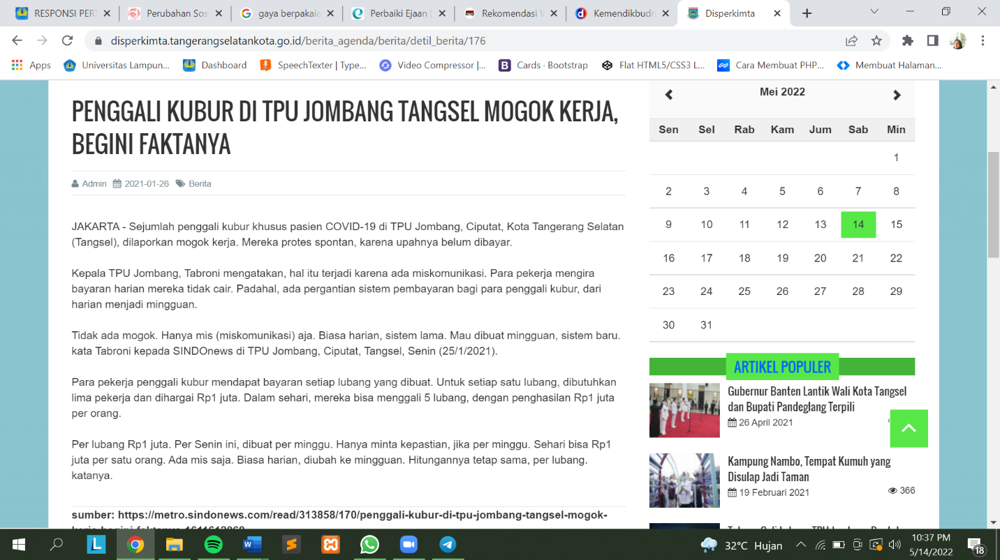 RESPONSI PERT
Perubahan Sos
gaya berpakaia
Perbaiki Ejaan |
Rekomendasi V
Kemendikbudr
Disperkimta
disperkimta.tangerangselatankota.go.id/berita_agenda/berita/detil_berita/176
Apps
Universitas Lampun...
Dashboard
SpeechTexter | Type...
Video Compressor |...
Cards · Bootstrap
Flat HTML5/CSS3 L...
Cara Membuat PHP...
Membuat Halaman...
PENGGALI KUBUR DI TPU JOMBANG TANGSEL MOGOK KERJA,
BEGINI FAKTANYA
Admin 2021-01-26 Berita
JAKARTA - Sejumlah penggali kubur khusus pasien COVID-19 di TPU Jombang, Ciputat, Kota Tangerang Selatan
(Tangsel), dilaporkan mogok kerja. Mereka protes spontan, karena upahnya belum dibayar.
Kepala TPU Jombang, Tabroni mengatakan, hal itu terjadi karena ada miskomunikasi. Para pekerja mengira
bayaran harian mereka tidak cair. Padahal, ada pergantian sistem pembayaran bagi para penggali kubur, dari
harian menjadi mingguan.
Tidak ada mogok. Hanya mis (miskomunikasi) aja. Biasa harian, sistem lama. Mau dibuat mingguan, sistem baru.
kata Tabroni kepada SINDOnews di TPU Jombang, Ciputat, Tangsel, Senin (25/1/2021).
Para pekerja penggali kubur mendapat bayaran setiap lubang yang dibuat. Untuk setiap satu lubang, dibutuhkan
lima pekerja dan dihargai Rp1 juta. Dalam sehari, mereka bisa menggali 5 lubang, dengan penghasilan Rp1 juta
per orang.
Per lubang Rp1 juta. Per Senin ini, dibuat per minggu. Hanya minta kepastian, jika per minggu. Sehari bisa Rp1
juta per satu orang. Ada mis saja. Biasa harian, diubah ke mingguan. Hitungannya tetap sama, per lubang.
katanya.
sumber: https://metro.sindonews.com/read/313858/170/penggali-kubur-di-tpu-jombang-tangsel-mogok-
Mei 2022
Sen Sel Rab Kam Jum Sab Min
1
2 3 4 5 6 7 8
9 10 11 12 13 14 15
16 17 18 19 20 21 22
23 24 25 26 27 28 29
30 31
ARTIKEL POPULER
Gubernur Banten Lantik Wali Kota Tangsel
dan Bupati Pandeglang Terpili
26 April 2021
Kampung Nambo, Tempat Kumuh yang
Disulap Jadi Taman
19 Februari 2021 366
32°C Hujan
10:37 PM
5/14/2022
18